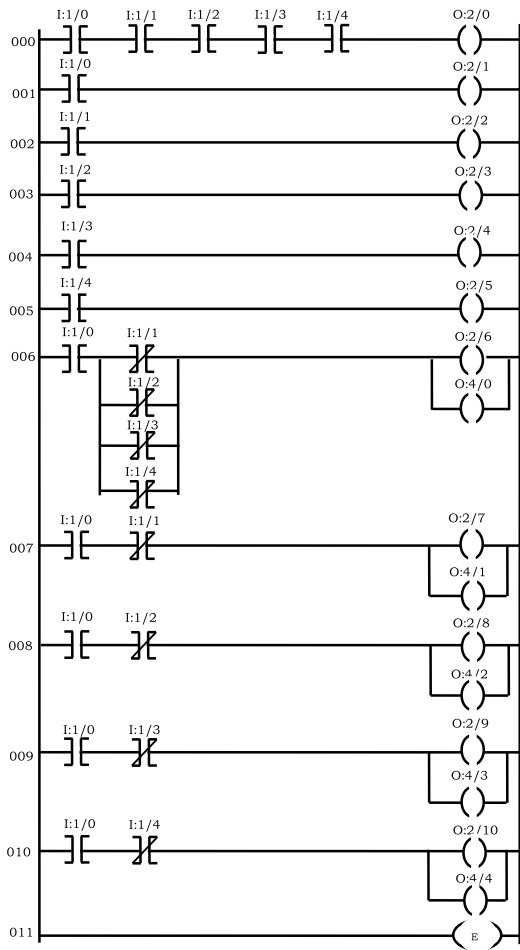 I:1/0 I:1/1 I:1/2 I:1/3 I:1/4 O:2/0
000
I:1/0 O:2/1
001
I:1/1 O:2/2
002
I:1/2 O:2/3
003
I:1/3 O:2/4
004
I:1/4 O:2/5
005
I:1/0 I:1/1 O:2/6
006
I:1/2 O:4/0
I:1/3
I:1/4
I:1/0 I:1/1 O:2/7
007
O:4/1
I:1/0 I:1/2 O:2/8
008
O:4/2
I:1/0 I:1/3 O:2/9
009
O:4/3
I:1/0 I:1/4 O:2/10
010
O:4/4
011 E